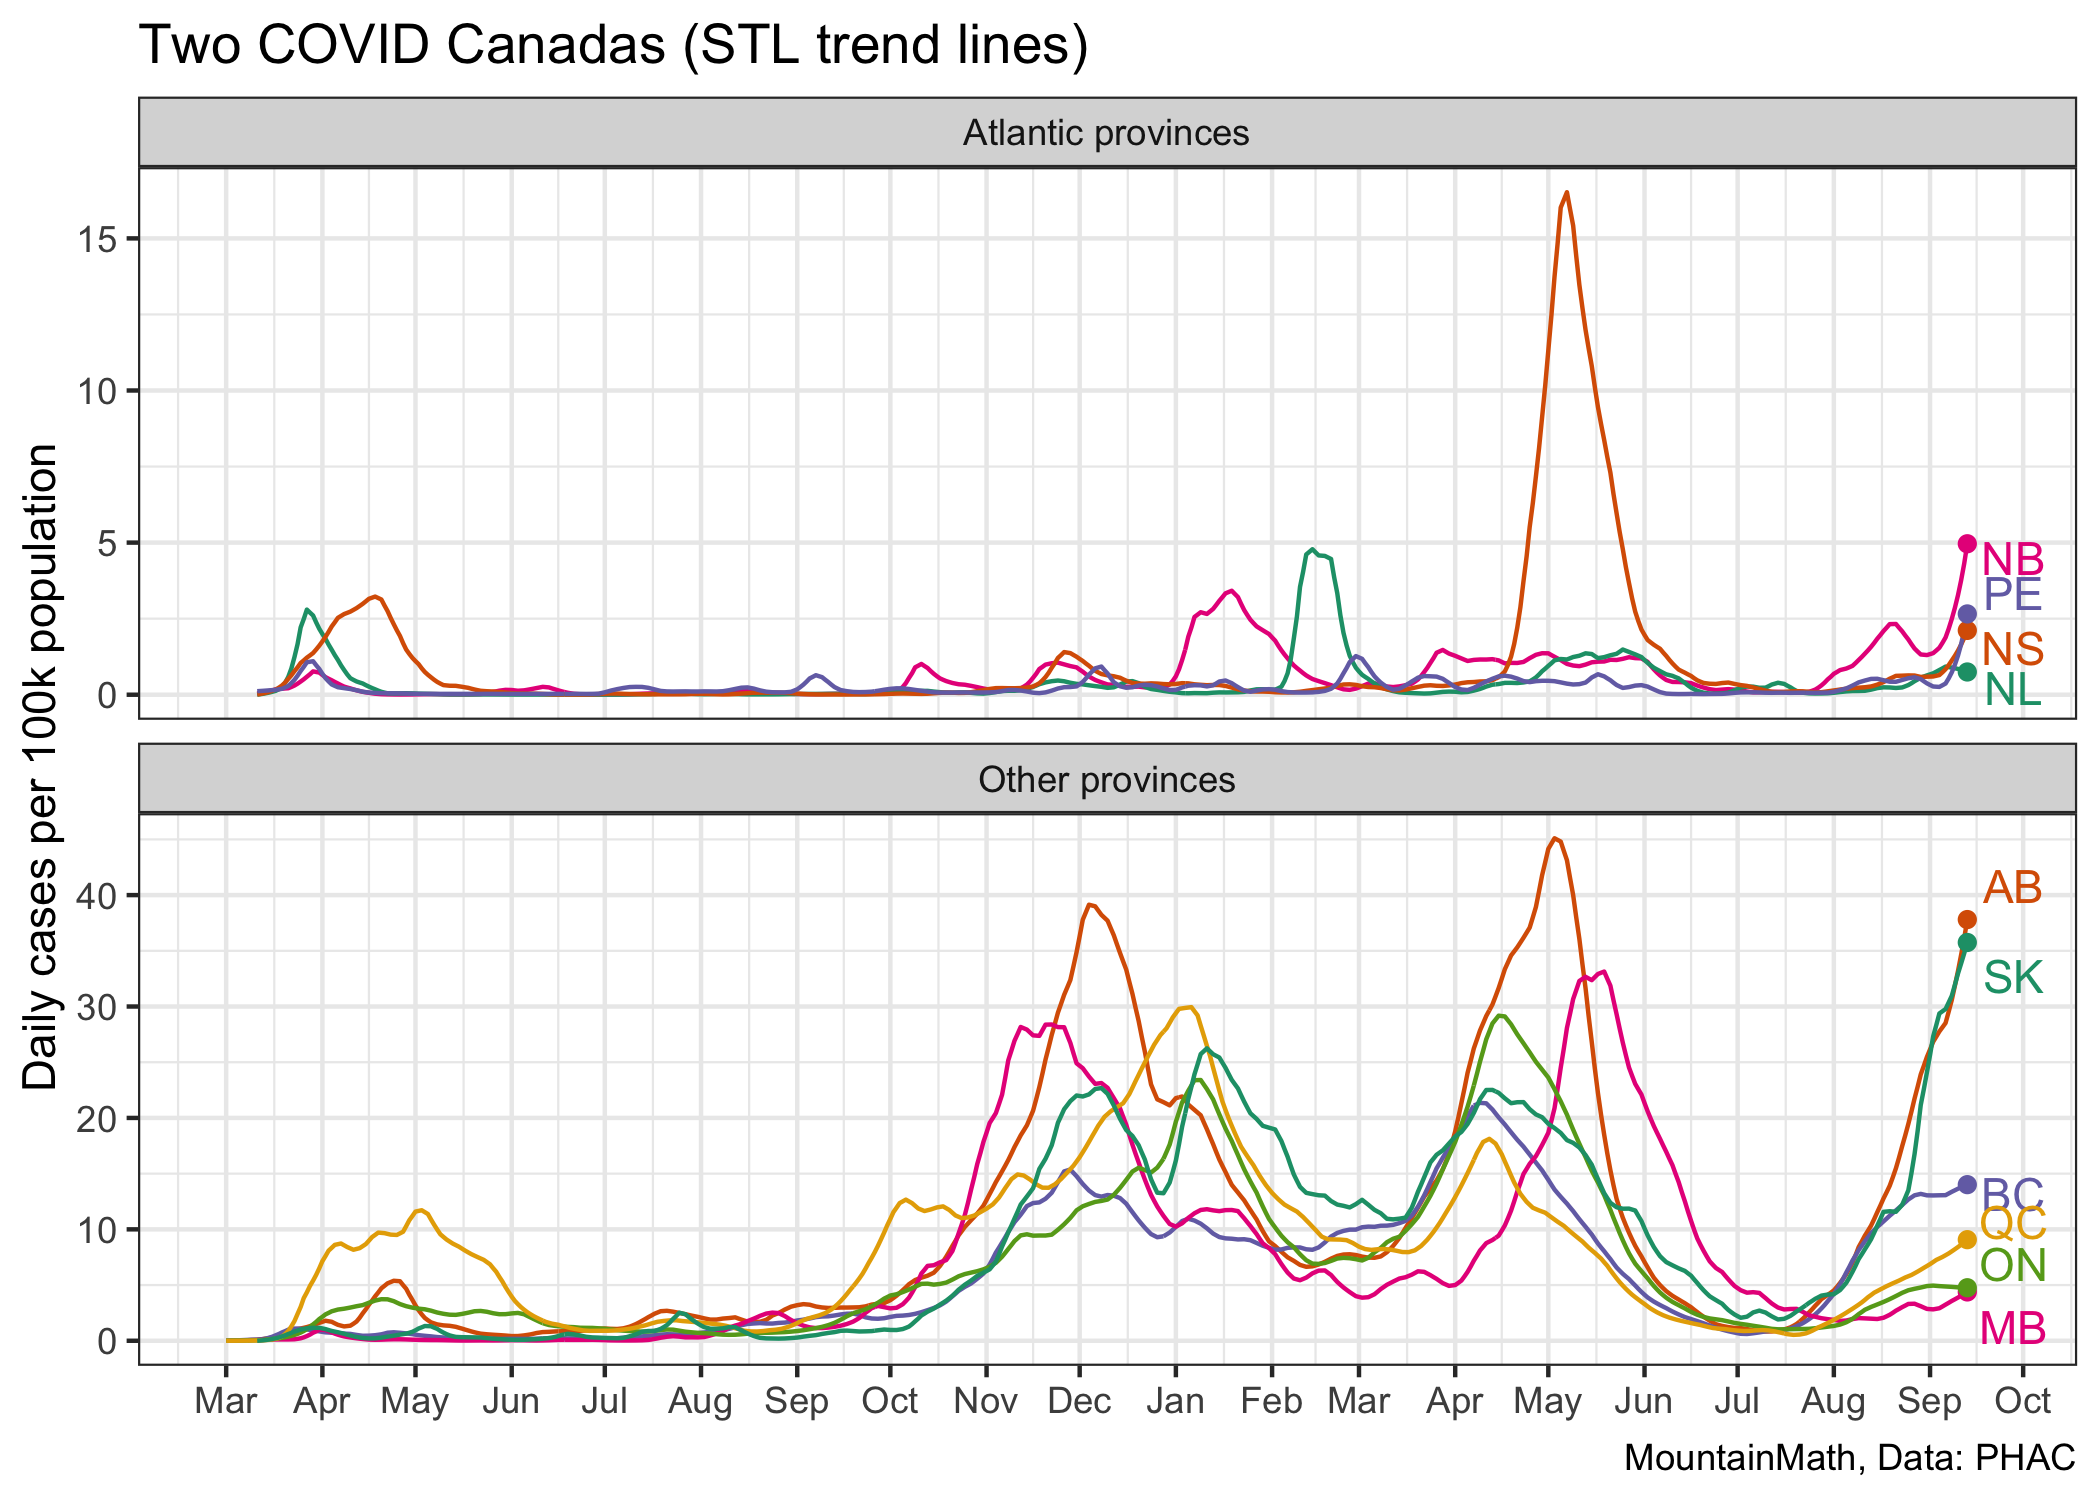 Two COVID Canadas (STL trend lines)
Atlantic provinces
15
10
5
0
NB
PE
NS
NL
Daily cases per 100k population
Other provinces
40
30
20
10
0
AB
SK
BC
QC
ON
MB
Mar Apr May Jun Jul Aug Sep Oct Nov Dec Jan Feb Mar Apr May Jun Jul Aug Sep Oct
MountainMath, Data: PHAC